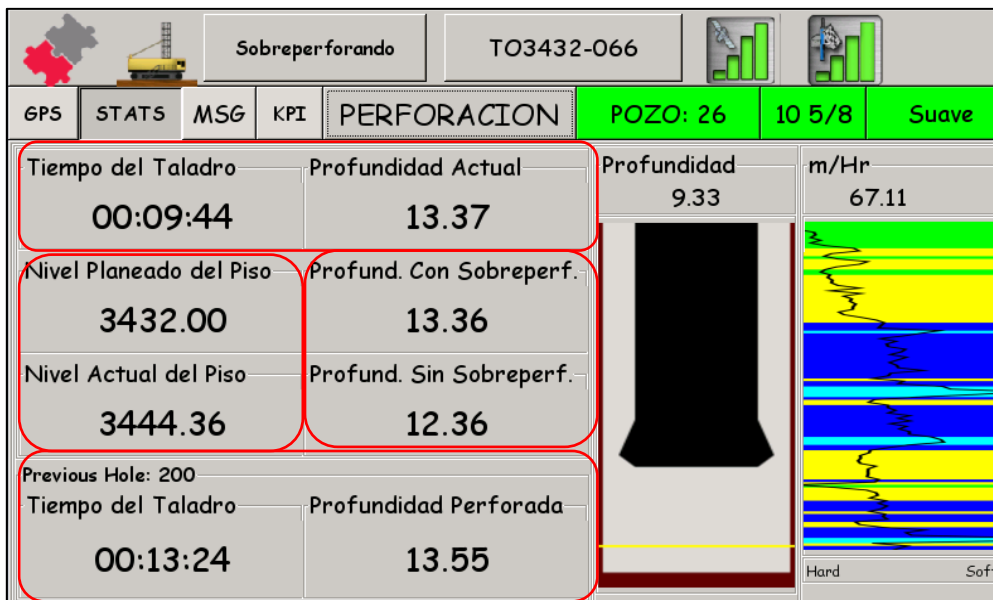 Sobreperforando TO3432-066
GPS STATS MSG KPI PERFORACION POZO: 26 10 5/8 Suave
Tiempo del Taladro Profundidad Actual Profundidad m/Hr
00:09:44 13.37 9.33 67.11
Nivel Planeado del Piso Profund. Con Sobreperf.
3432.00 13.36
Nivel Actual del Piso Profund. Sin Sobreperf.
3444.36 12.36
Previous Hole: 200
Tiempo del Taladro Profundidad Perforada
00:13:24 13.55
Hard Soft